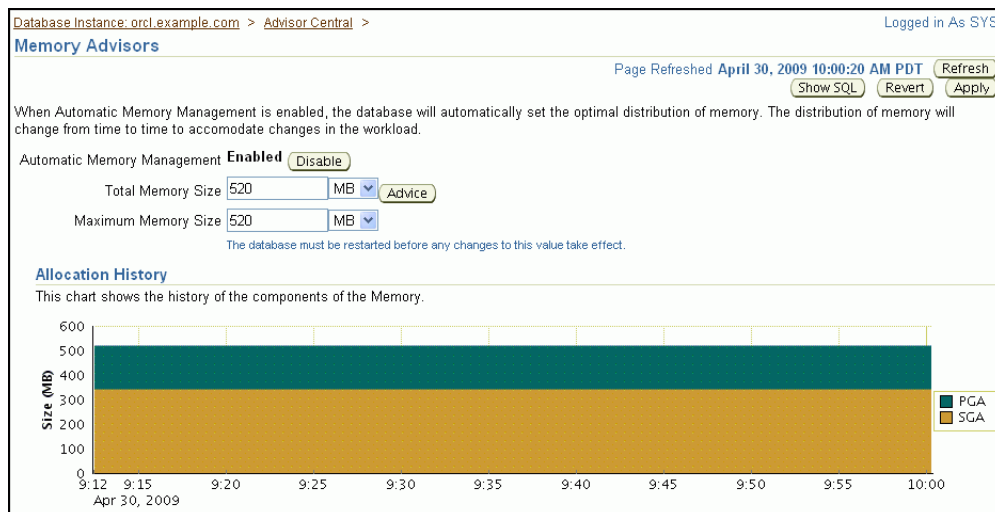 Database Instance: orcl.example.com > Advisor Central >
Logged in As SYS
Memory Advisors
Page Refreshed April 30, 2009 10:00:20 AM PDT Refresh
Show SQL Revert Apply
When Automatic Memory Management is enabled, the database will automatically set the optimal distribution of memory. The distribution of memory will
change from time to time to accomodate changes in the workload.
Automatic Memory Management Enabled Disable
Total Memory Size 520 MB Advice
Maximum Memory Size 520 MB
The database must be restarted before any changes to this value take effect.
Allocation History
This chart shows the history of the components of the Memory.
Size (MB)
600
500
400
300
200
100
0
PGA
SGA
9:12 9:15 9:20 9:25 9:30 9:35 9:40 9:45 9:50 9:55 10:00
Apr 30, 2009